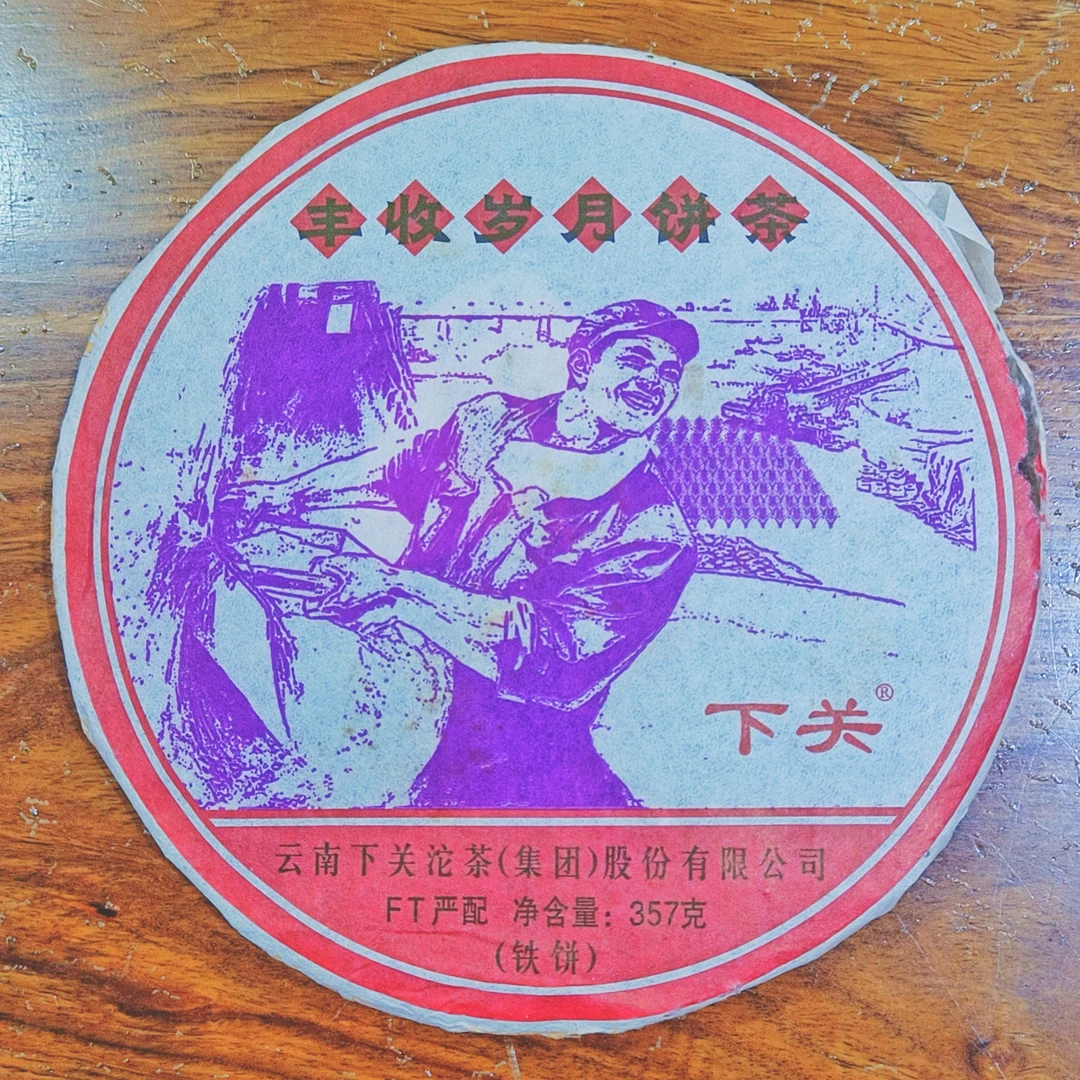 丰收岁月饼茶
下关®
云南下关沱茶(集团)股份有限公司
FT严配 净含量：357克
(铁饼)